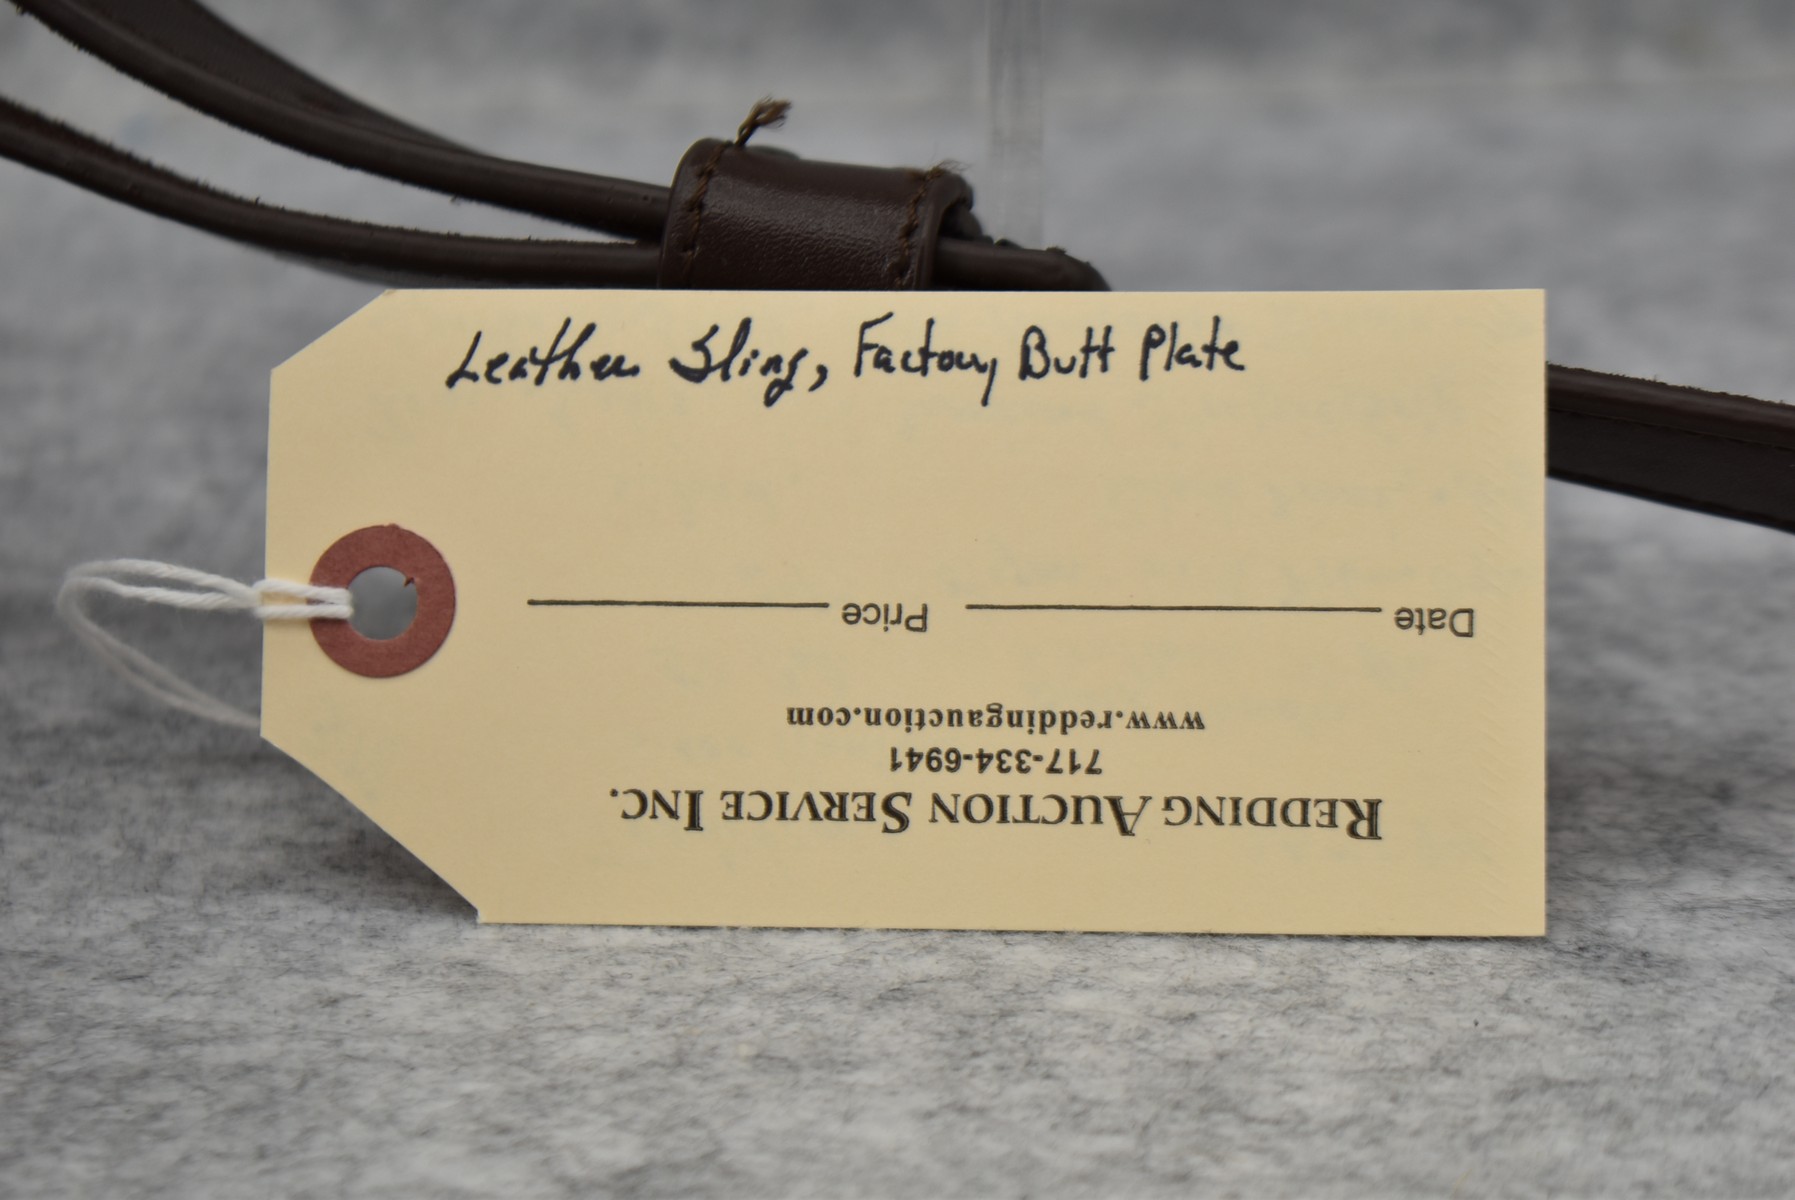 Leather Sling, Factory Butt Plate
REDDING AUCTION SERVICE INC.
717-334-6941
www.reddingauction.com
Date Price